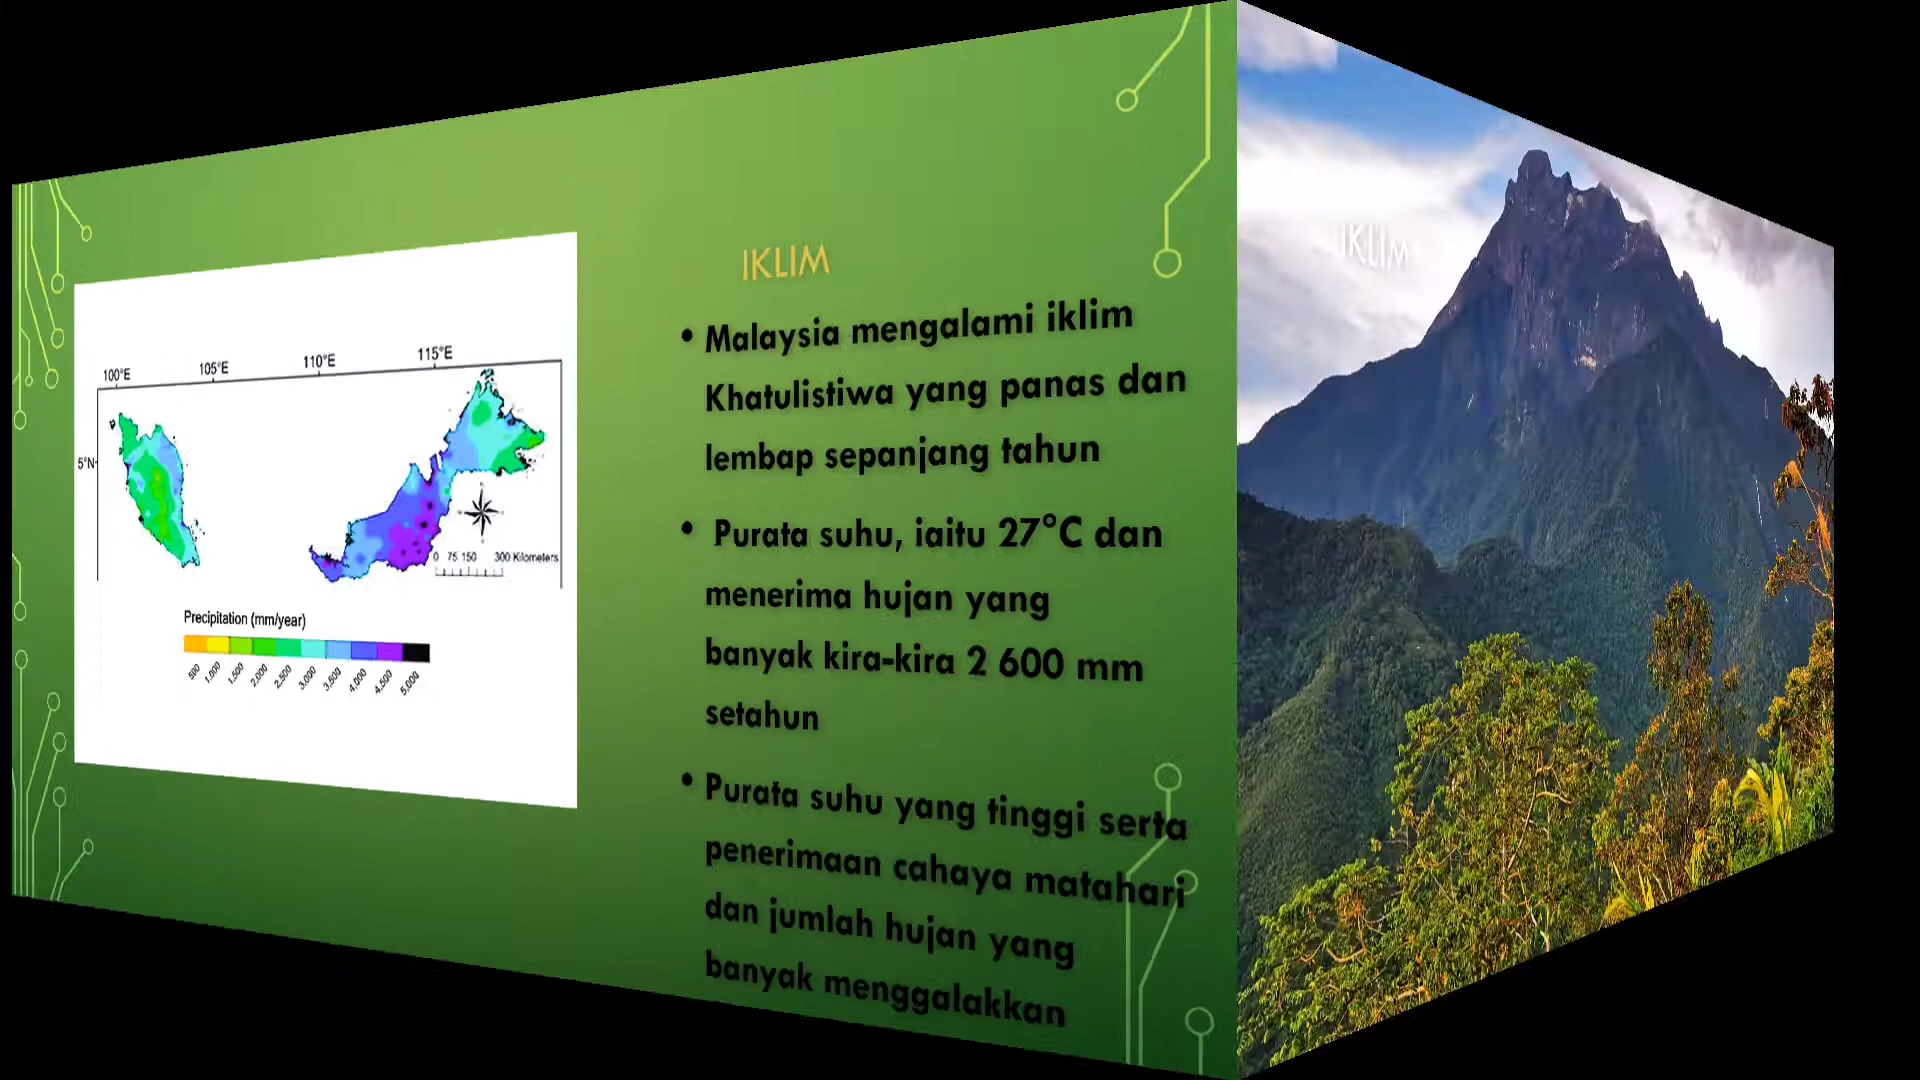 100°E 105°E 110°E 115°E
5°N
0 75 150 300 Kilometers
Precipitation (mm/year)
500 1,000 1,500 2,000 2,500 3,000 3,500 4,000 4,500 5,000
IKLIM
• Malaysia mengalami iklim
Khatulistiwa yang panas dan
lembap sepanjang tahun
• Purata suhu, iaitu 27°C dan
menerima hujan yang
banyak kira-kira 2 600 mm
setahun
• Purata suhu yang tinggi serta
penerimaan cahaya matahari
dan jumlah hujan yang
banyak menggalakkan
IKLIM